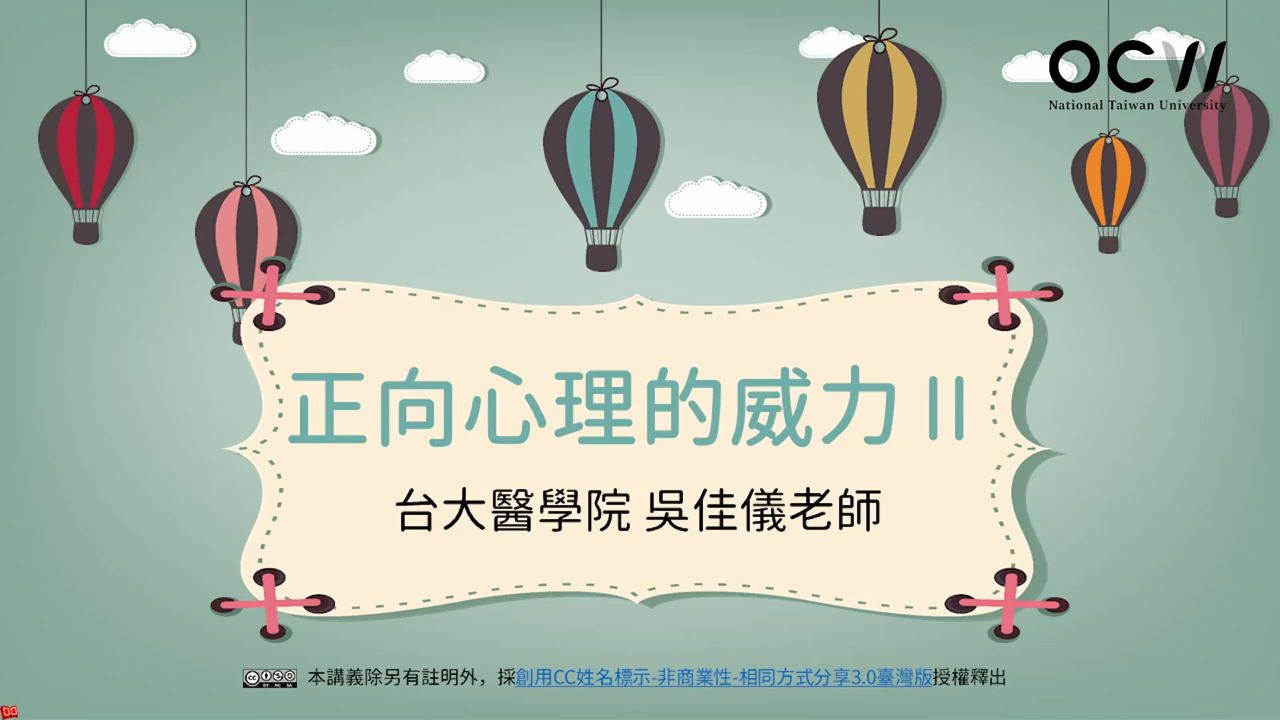 OCW
National Taiwan University
正向心理的威力 II
台大醫學院 吳佳儀老師
本講義除另有註明外，採創用CC姓名標示-非商業性-相同方式分享3.0臺灣版授權釋出